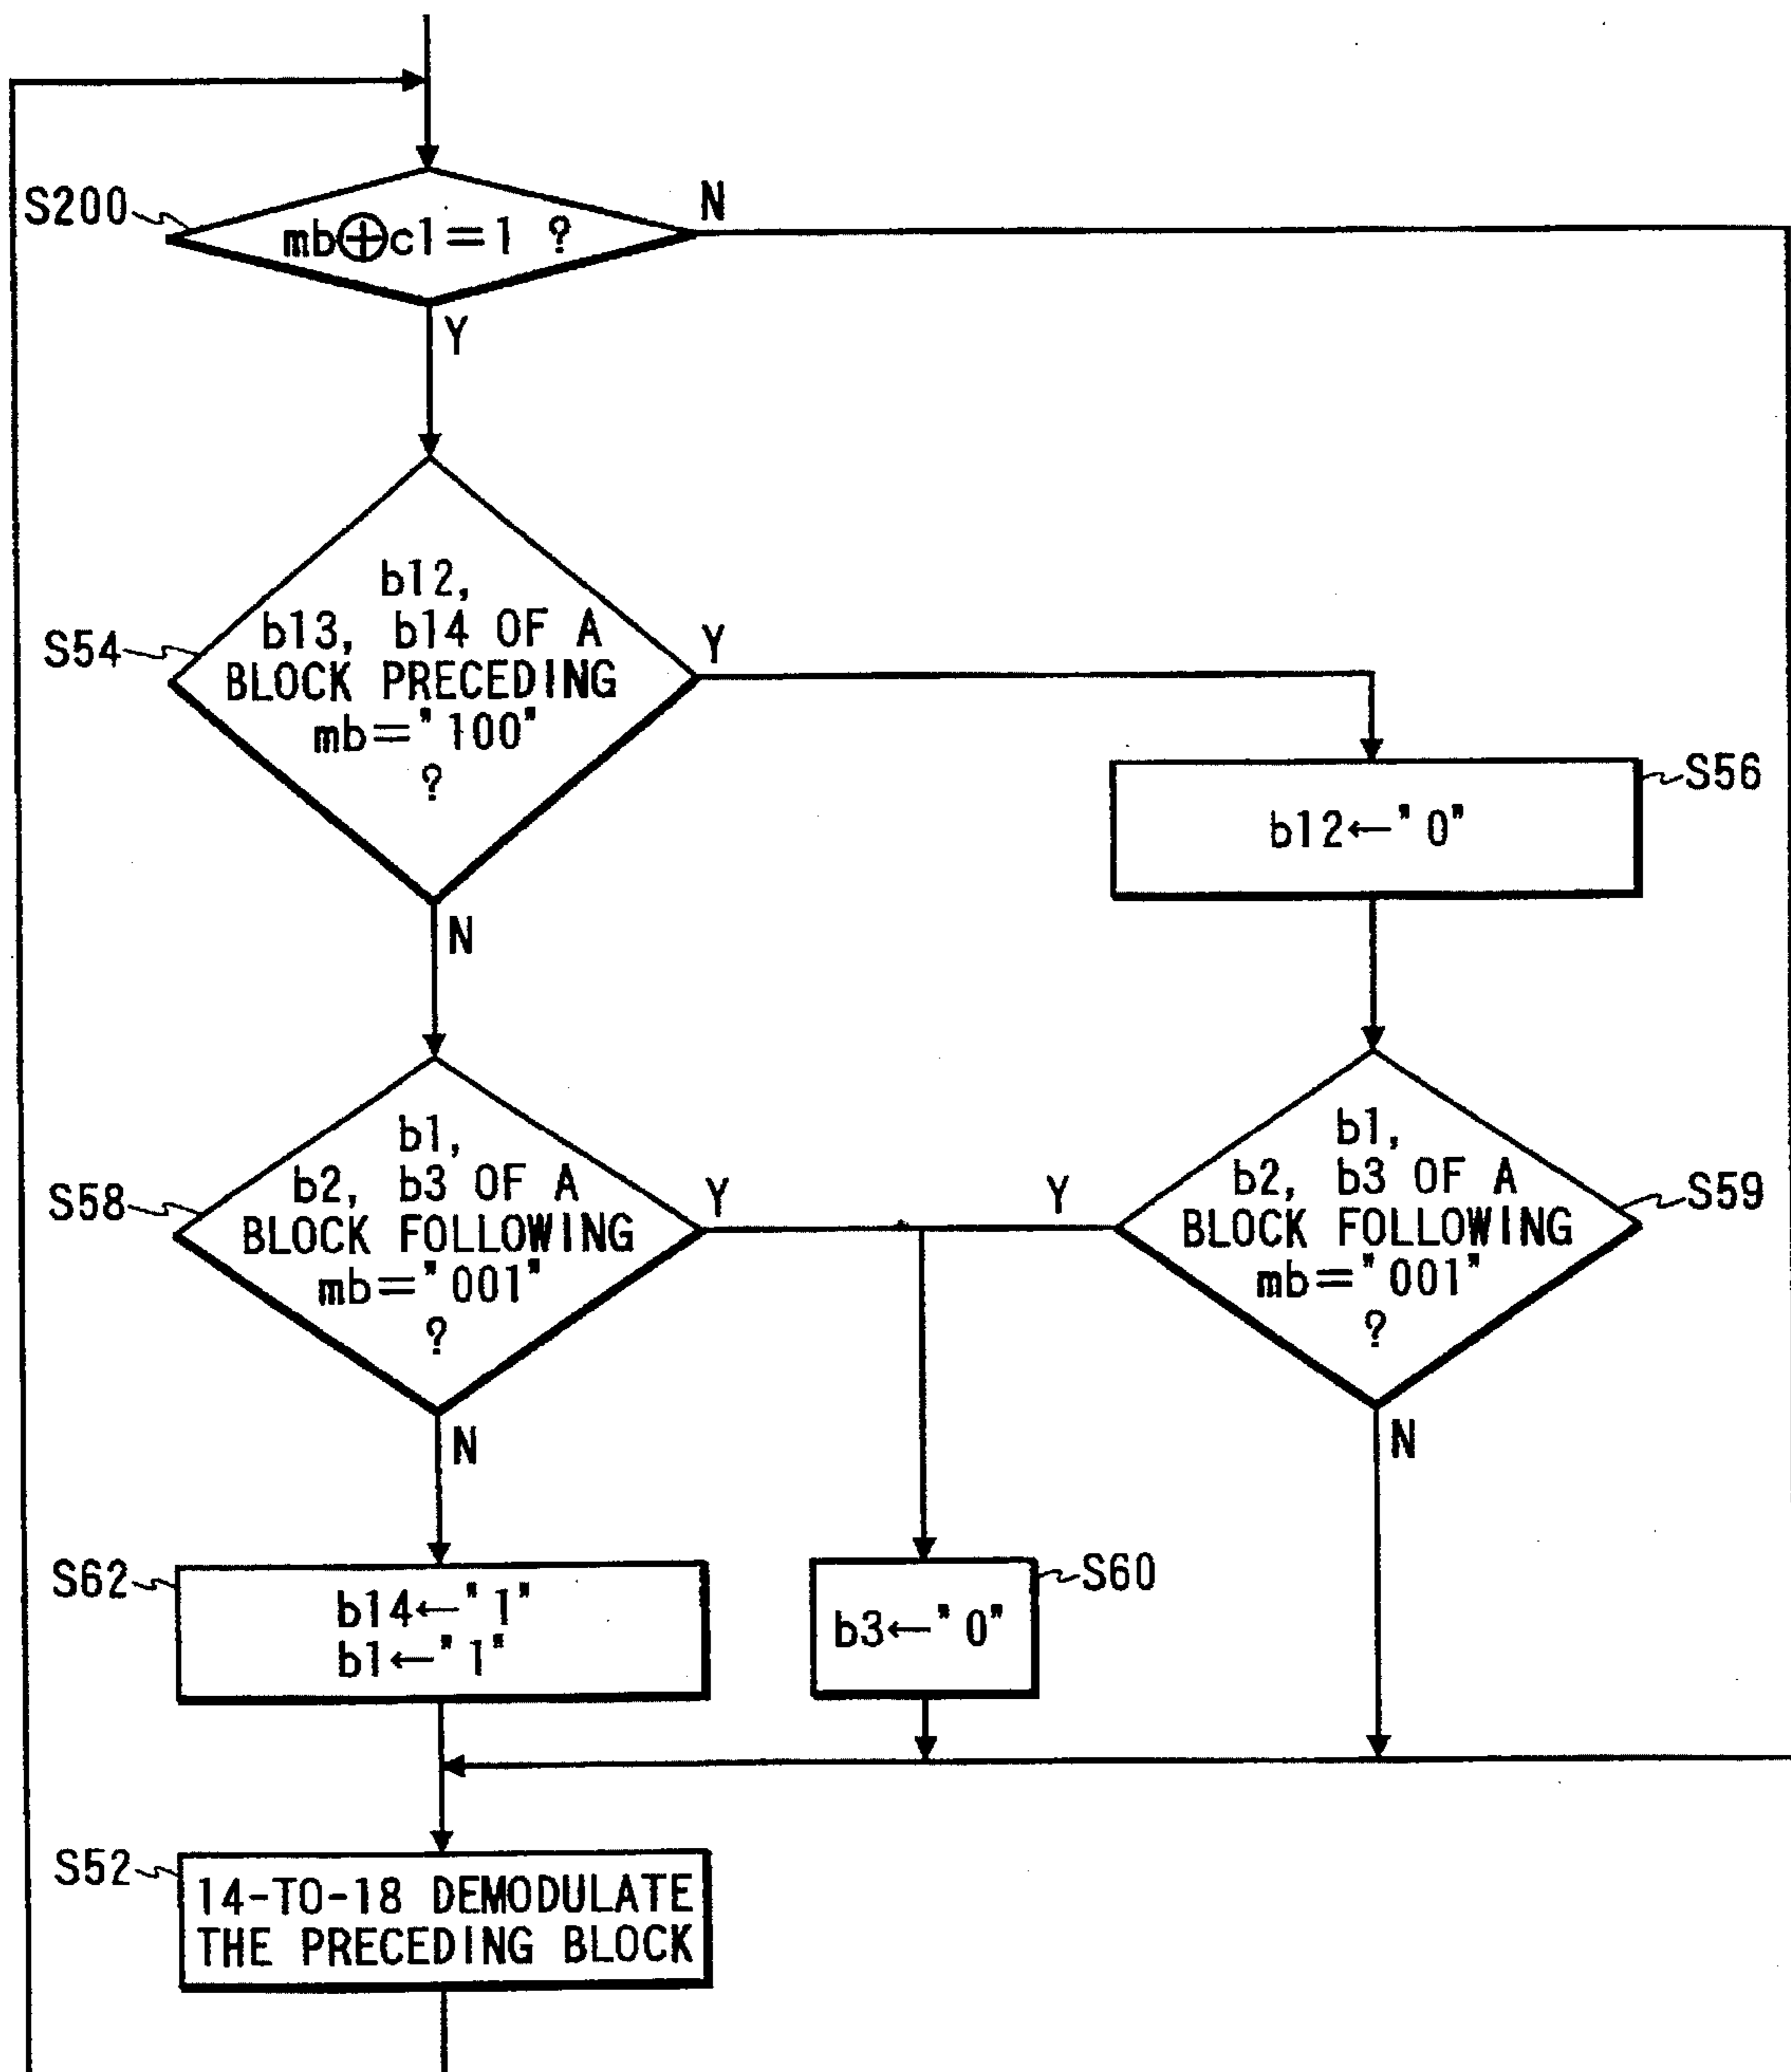 S200
mb⊕c1=1 ?
N
Y
S54
b12,
b13, b14 OF A
BLOCK PRECEDING
mb="100"
?
Y
N
S56
b12←"0"
S58
b1,
b2, b3 OF A
BLOCK FOLLOWING
mb="001"
?
Y
N
S59
b1,
b2, b3 OF A
BLOCK FOLLOWING
mb="001"
?
Y
N
S62
b14←"1"
b1←"1"
S60
b3←"0"
S52
14-TO-18 DEMODULATE
THE PRECEDING BLOCK